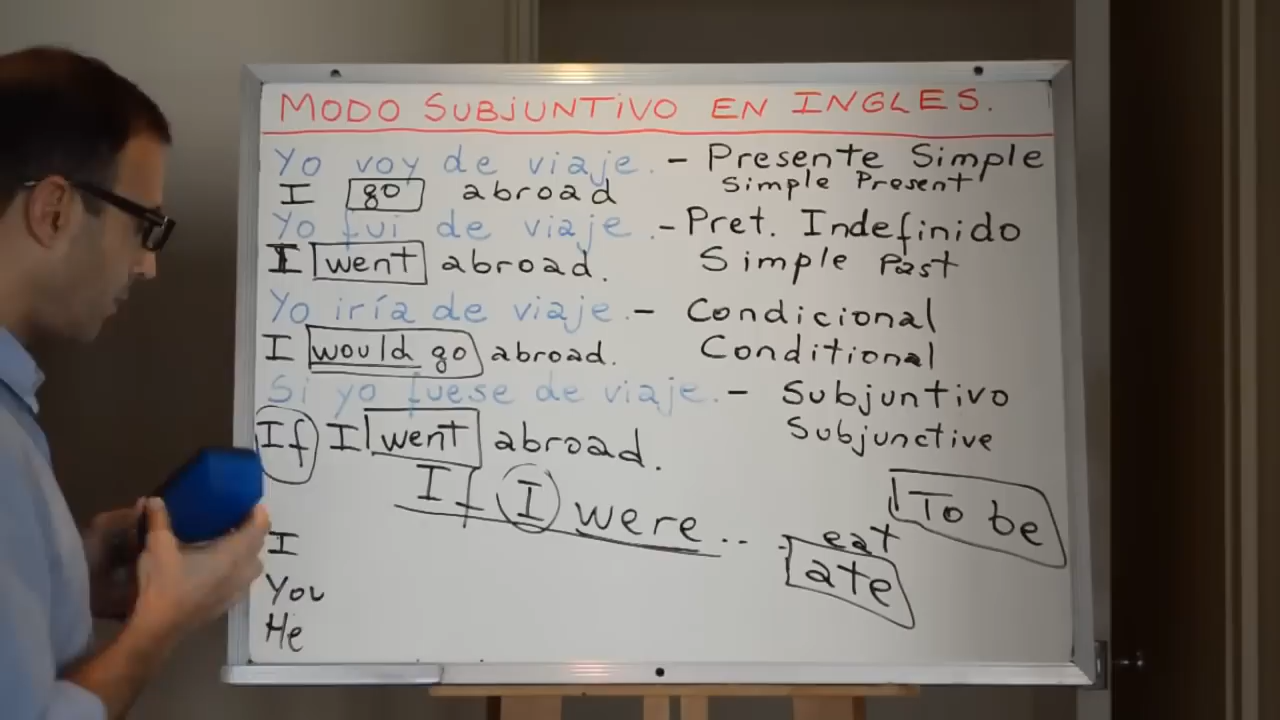 MODO SUBJUNTIVO EN INGLES.
Yo voy de viaje. - Presente Simple
I go abroad Simple Present
Yo fui de viaje. - Pret. Indefinido
I went abroad. Simple Past
Yo iría de viaje. - Condicional
I would go abroad. Conditional
Si yo fuese de viaje. - Subjuntivo
If I went abroad. Subjunctive
If I were...
To be
eat
ate
I
You
He